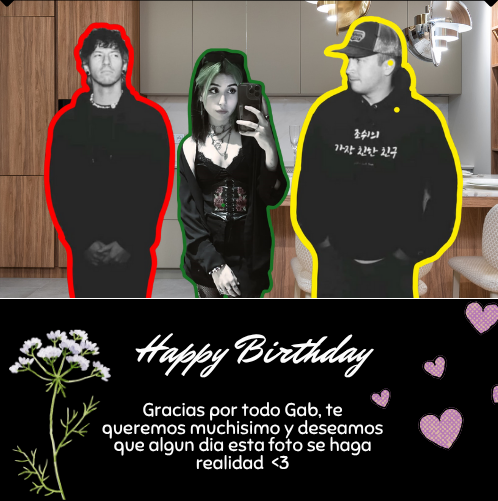 조쉬의
가장 친한 친구
Happy Birthday
Gracias por todo Gab, te
queremos muchisimo y deseamos
que algun dia esta foto se haga
realidad <3